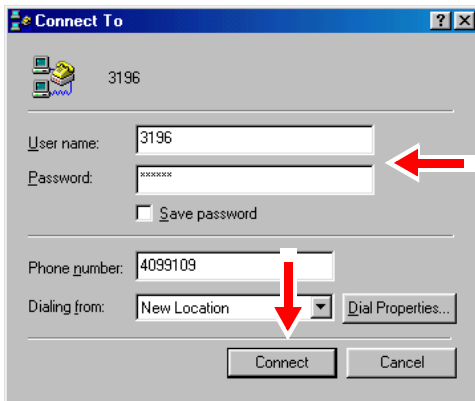 Connect To
3196
User name: 3196
Password: xxxxxx
Save password
Phone number: 4099109
Dialing from: New Location Dial Properties...
Connect Cancel